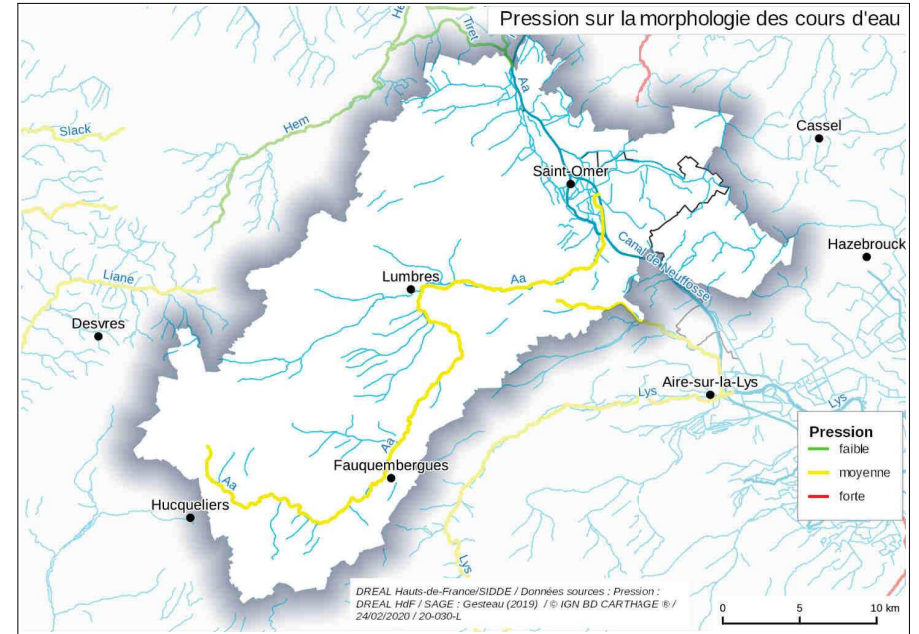 Pression sur la morphologie des cours d'eau
He
Tiret
Aa
Hem
Slack
Cassel
Saint-Omer
Canal de Neuffossé
Hazebrouck
Liane
Lumbres
Aa
Desvres
Aire-sur-la-Lys
Lys
Lys
Aa
Fauquembergues
Aa
Hucqueliers
Lys
Pression
faible
moyenne
forte
DREAL Hauts-de-France/SIDDE / Données sources : Pression :
DREAL HdF / SAGE : Gesteau (2019) / © IGN BD CARTHAGE ® /
24/02/2020 / 20-030-L
0 5 10 km